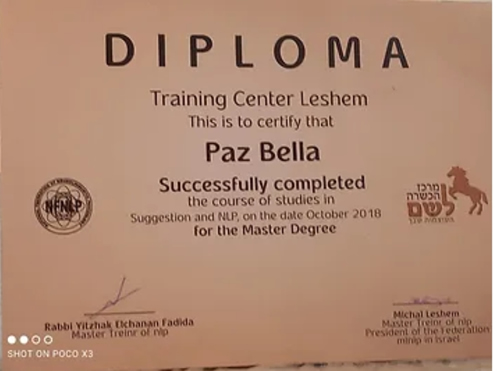 DIPLOMA
Training Center Leshem
This is to certify that
Paz Bella
Successfully completed
the course of studies in
Suggestion and NLP, on the date October 2018
for the Master Degree
NFNLP
מרכז
הכשרה
לשם
Rabbi Yitzhak Elchanan Fadida
Master Treinr of nlp
Michal Leshem
Master Treinr of nlp
President of the Federation
minlp in israel
SHOT ON POCO X3